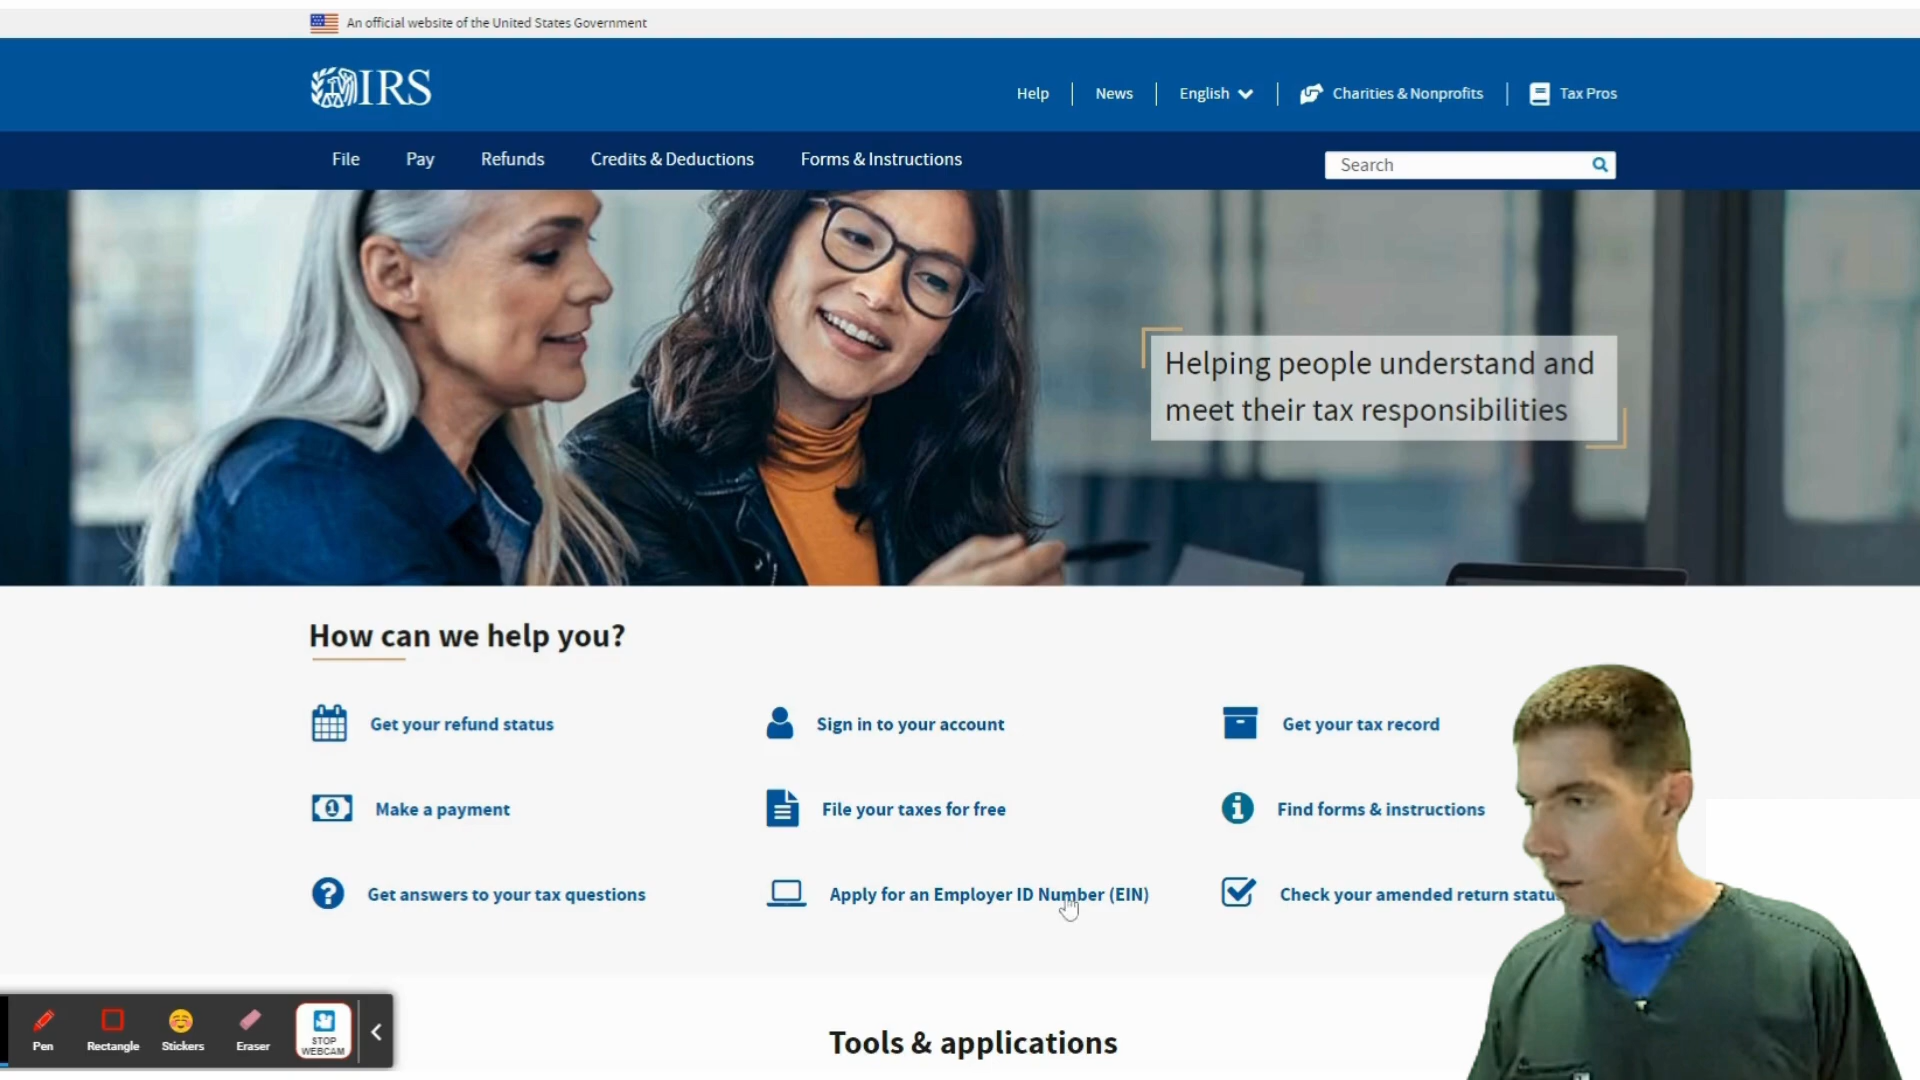 An official website of the United States Government
IRS
Help
News
English
Charities & Nonprofits
Tax Pros
File
Pay
Refunds
Credits & Deductions
Forms & Instructions
Search
Helping people understand and
meet their tax responsibilities
How can we help you?
Get your refund status
Sign in to your account
Get your tax record
Make a payment
File your taxes for free
Find forms & instructions
Get answers to your tax questions
Apply for an Employer ID Number (EIN)
Check your amended return
Tools & applications
Pen
Rectangle
Stickers
Eraser
STOP
WEBCAM